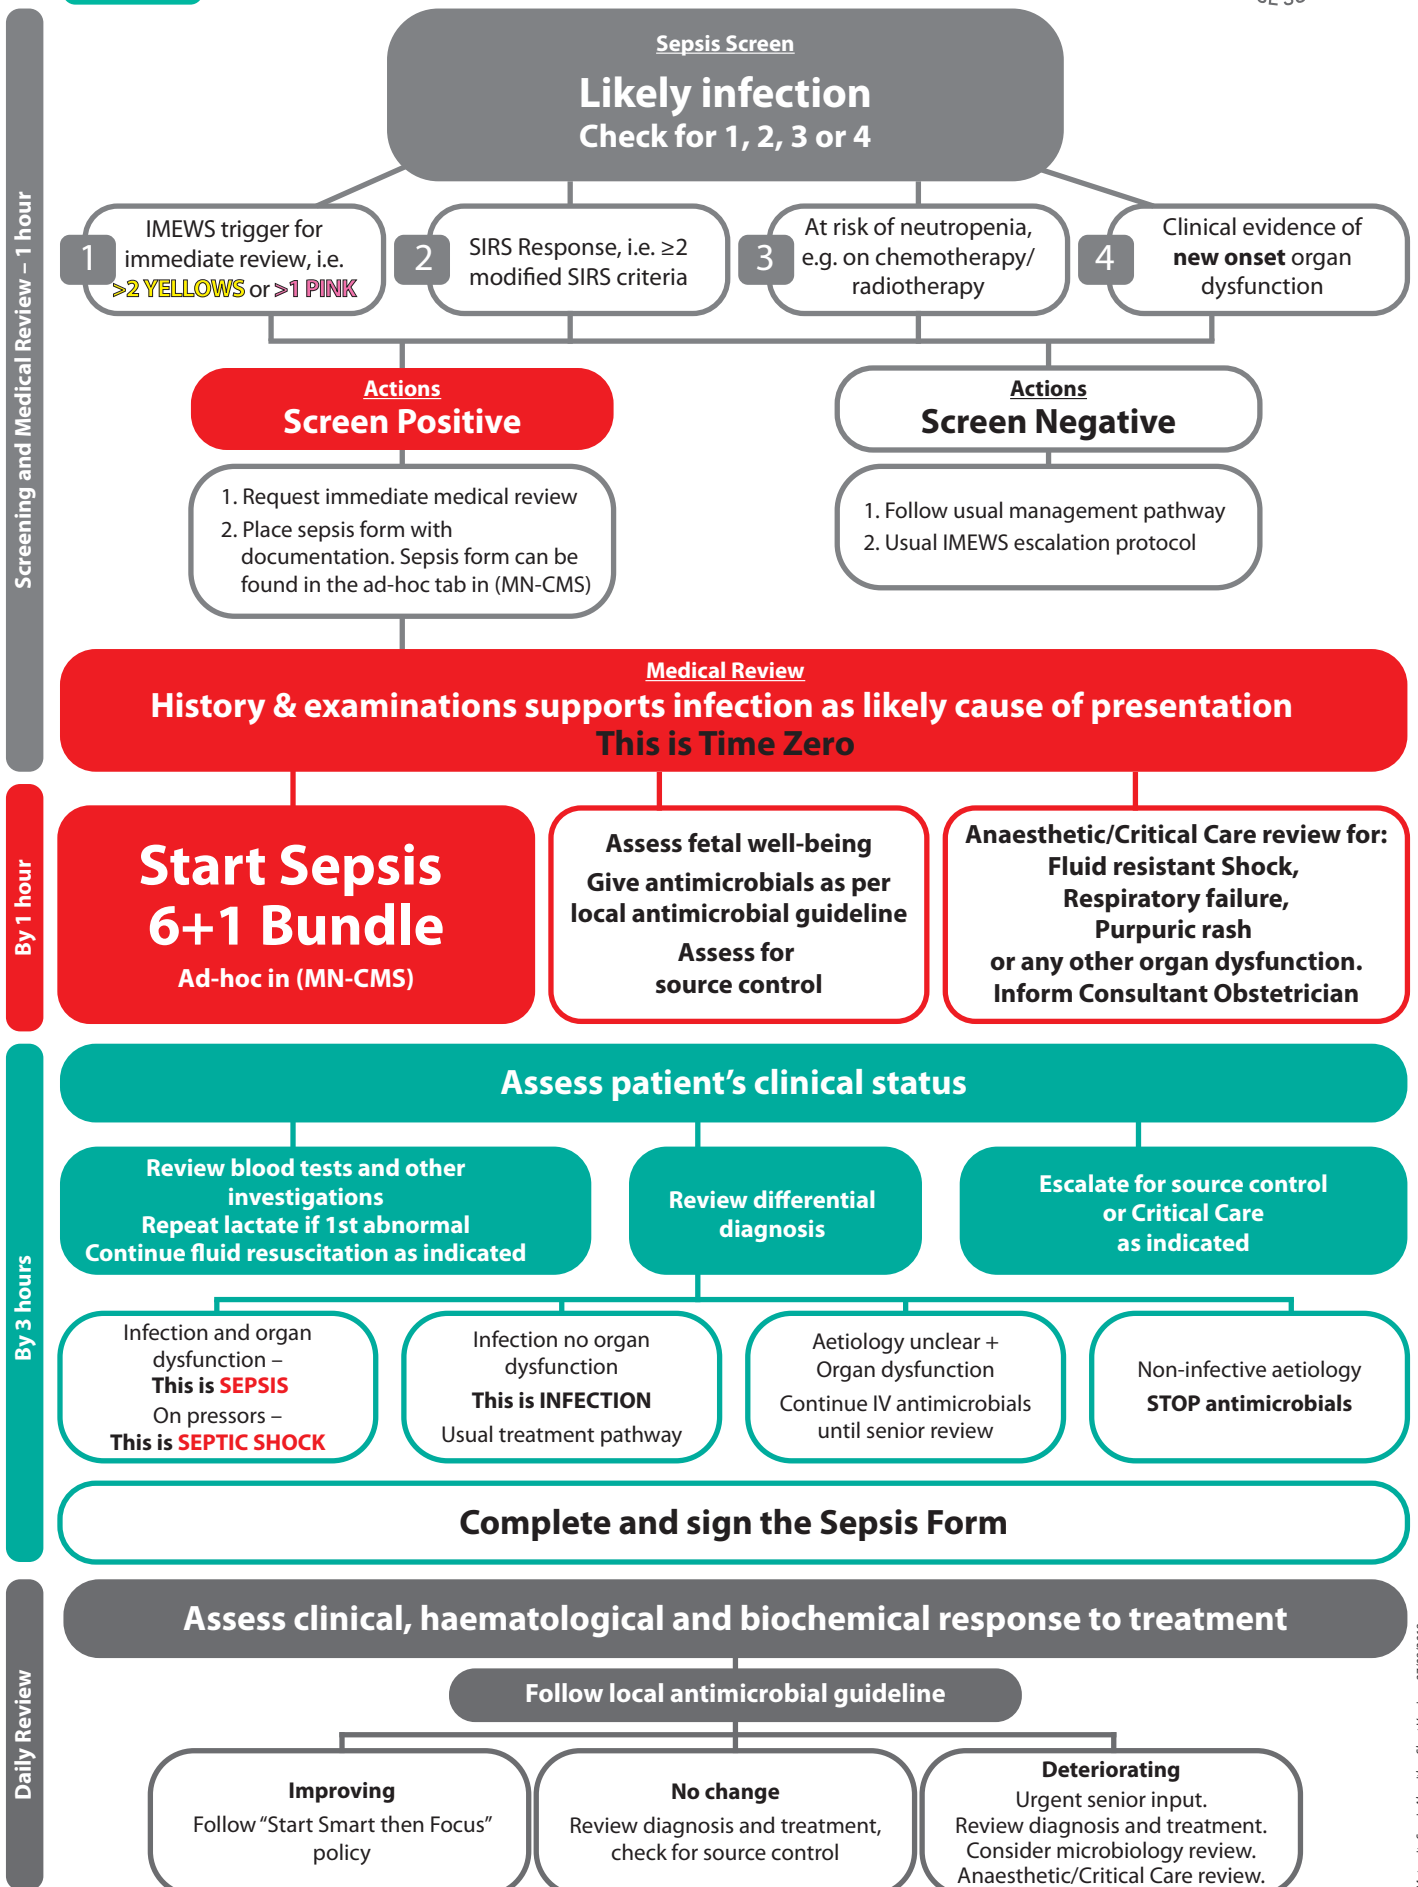 Sepsis Screen
Likely infection
Check for 1, 2, 3 or 4
Screening and Medical Review – 1 hour
1
IMEWS trigger for
immediate review, i.e.
>2 YELLOWS or >1 PINK
2
SIRS Response, i.e. ≥2
modified SIRS criteria
3
At risk of neutropenia,
e.g. on chemotherapy/
radiotherapy
4
Clinical evidence of
new onset organ
dysfunction
Actions
Screen Positive
1. Request immediate medical review
2. Place sepsis form with
documentation. Sepsis form can be
found in the ad-hoc tab in (MN-CMS)
Actions
Screen Negative
1. Follow usual management pathway
2. Usual IMEWS escalation protocol
Medical Review
History & examinations supports infection as likely cause of presentation
This is Time Zero
By 1 hour
Start Sepsis
6+1 Bundle
Ad-hoc in (MN-CMS)
Assess fetal well-being
Give antimicrobials as per
local antimicrobial guideline
Assess for
source control
Anaesthetic/Critical Care review for:
Fluid resistant Shock,
Respiratory failure,
Purpuric rash
or any other organ dysfunction.
Inform Consultant Obstetrician
By 3 hours
Assess patient’s clinical status
Review blood tests and other
investigations
Repeat lactate if 1st abnormal
Continue fluid resuscitation as indicated
Review differential
diagnosis
Escalate for source control
or Critical Care
as indicated
Infection and organ
dysfunction –
This is SEPSIS
On pressors –
This is SEPTIC SHOCK
Infection no organ
dysfunction
This is INFECTION
Usual treatment pathway
Aetiology unclear +
Organ dysfunction
Continue IV antimicrobials
until senior review
Non-infective aetiology
STOP antimicrobials
Complete and sign the Sepsis Form
Daily Review
Assess clinical, haematological and biochemical response to treatment
Follow local antimicrobial guideline
Improving
Follow “Start Smart then Focus”
policy
No change
Review diagnosis and treatment,
check for source control
Deteriorating
Urgent senior input.
Review diagnosis and treatment.
Consider microbiology review.
Anaesthetic/Critical Care review.